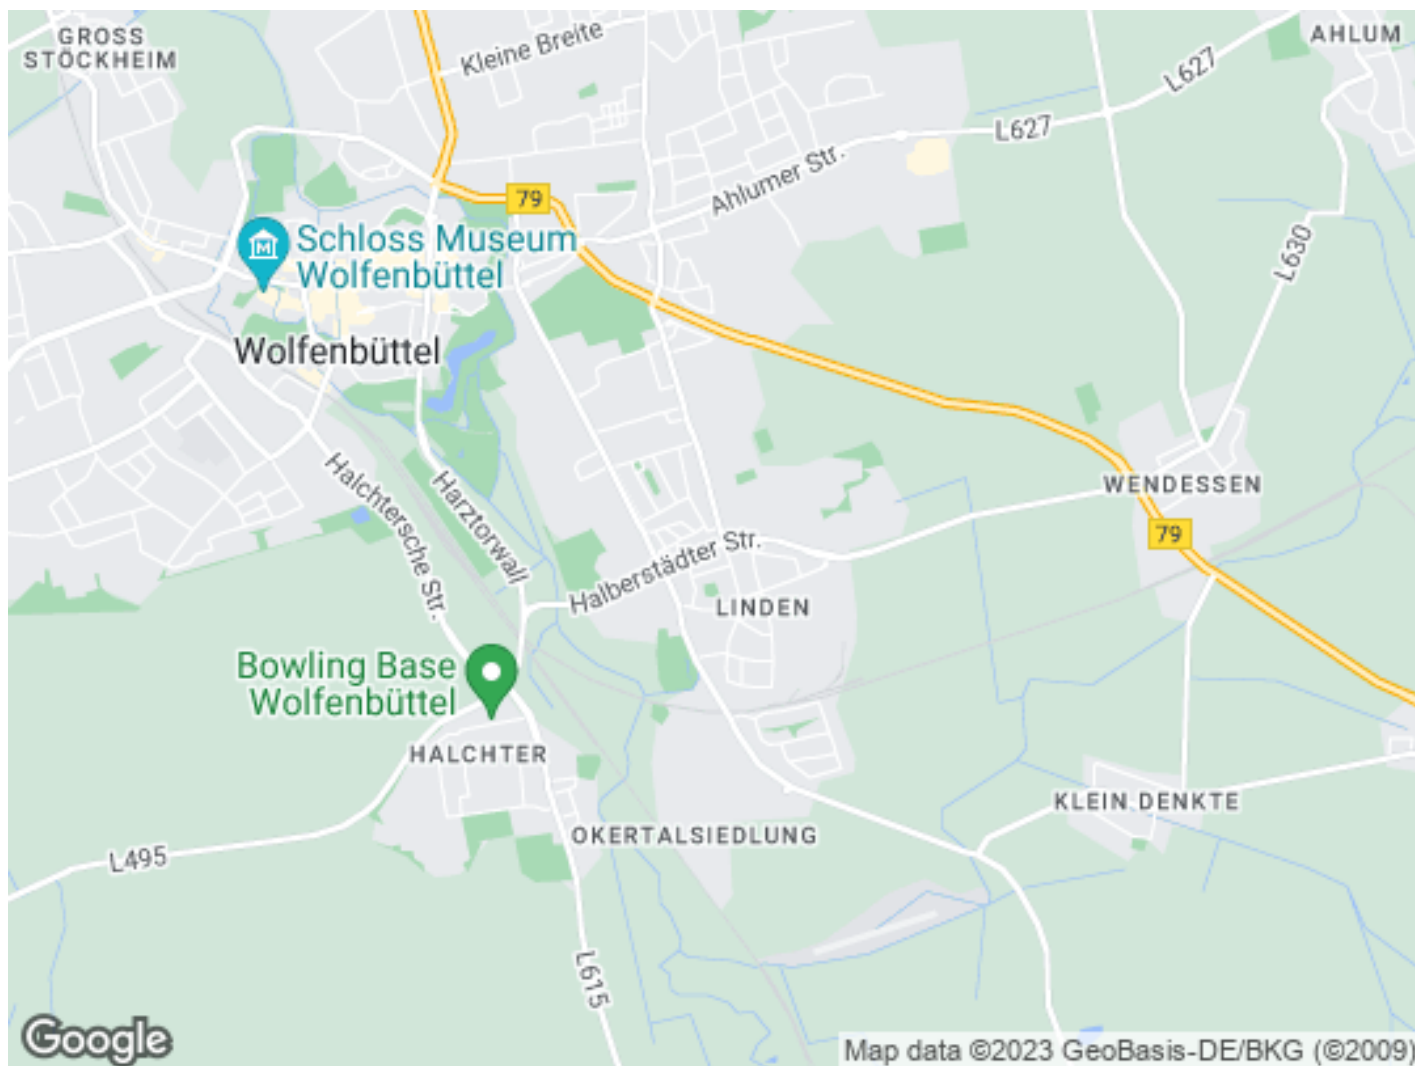 GROSS
STÖCKHEIM
Kleine Breite
AHLUM
L627
L627
Ahlumer Str.
79
Schloss Museum
Wolfenbüttel
L630
Wolfenbüttel
Halchtersche Str.
Harztorwall
WENDESSEN
79
Halberstädter Str.
LINDEN
Bowling Base
Wolfenbüttel
HALCHTER
KLEIN DENKTE
OKERTALSIEDLUNG
L495
L615
Google
Map data ©2023 GeoBasis-DE/BKG (©2009)